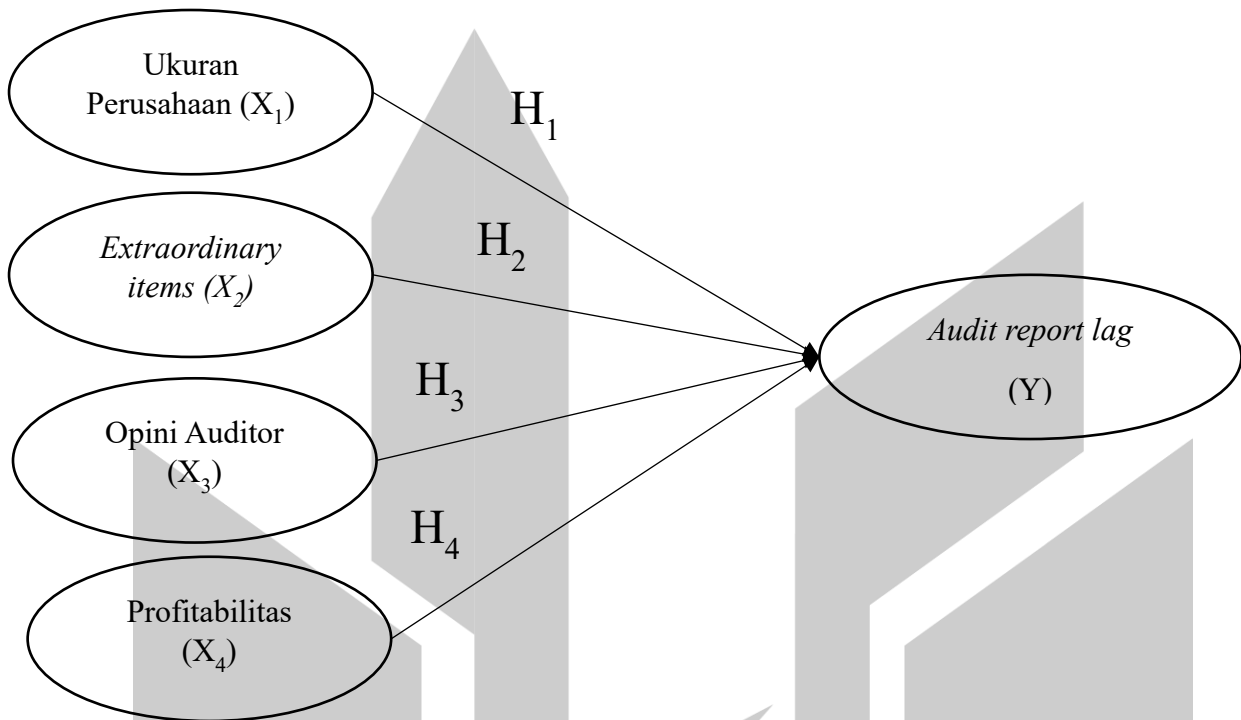 Ukuran
Perusahaan (X₁)
H₁
Extraordinary
items (X₂)
H₂
Audit report lag
(Y)
H₃
Opini Auditor
(X₃)
H₄
Profitabilitas
(X₄)